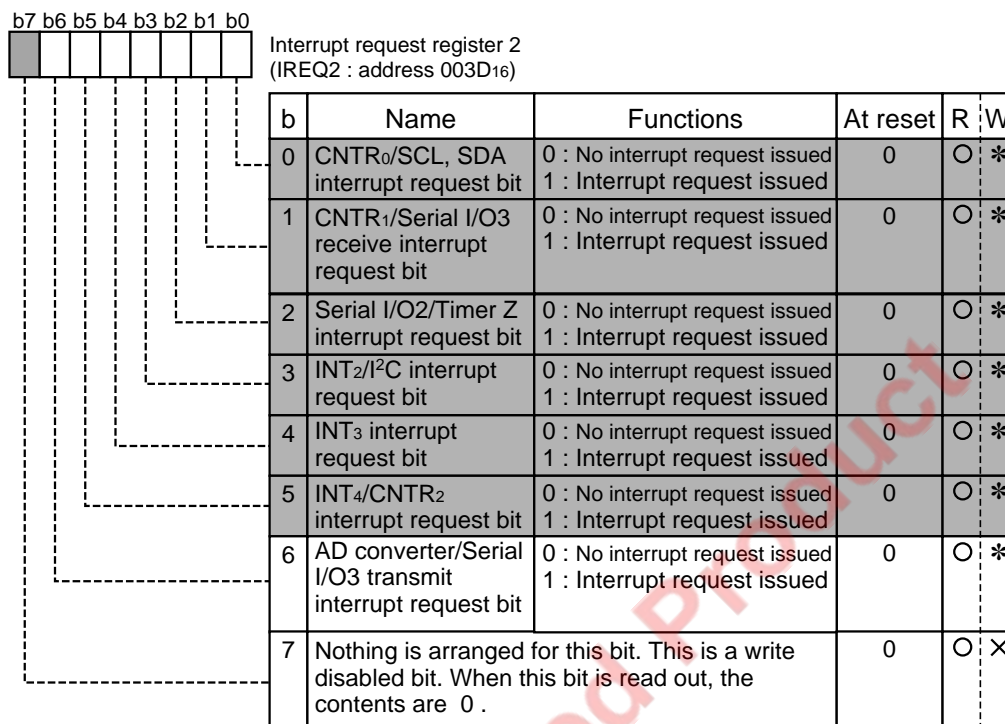 b7 b6 b5 b4 b3 b2 b1 b0
Interrupt request register 2
(IREQ2 : address 003D16)
b Name Functions At reset R W
0 CNTR0/SCL, SDA 0 : No interrupt request issued 0 ○ ✻
interrupt request bit 1 : Interrupt request issued
1 CNTR1/Serial I/O3 0 : No interrupt request issued 0 ○ ✻
receive interrupt 1 : Interrupt request issued
request bit
2 Serial I/O2/Timer Z 0 : No interrupt request issued 0 ○ ✻
interrupt request bit 1 : Interrupt request issued
3 INT2/I²C interrupt 0 : No interrupt request issued 0 ○ ✻
request bit 1 : Interrupt request issued
4 INT3 interrupt 0 : No interrupt request issued 0 ○ ✻
request bit 1 : Interrupt request issued
5 INT4/CNTR2 0 : No interrupt request issued 0 ○ ✻
interrupt request bit 1 : Interrupt request issued
6 AD converter/Serial 0 : No interrupt request issued 0 ○ ✻
I/O3 transmit 1 : Interrupt request issued
interrupt request bit
7 Nothing is arranged for this bit. This is a write 0 ○ ×
disabled bit. When this bit is read out, the
contents are 0 .
Product